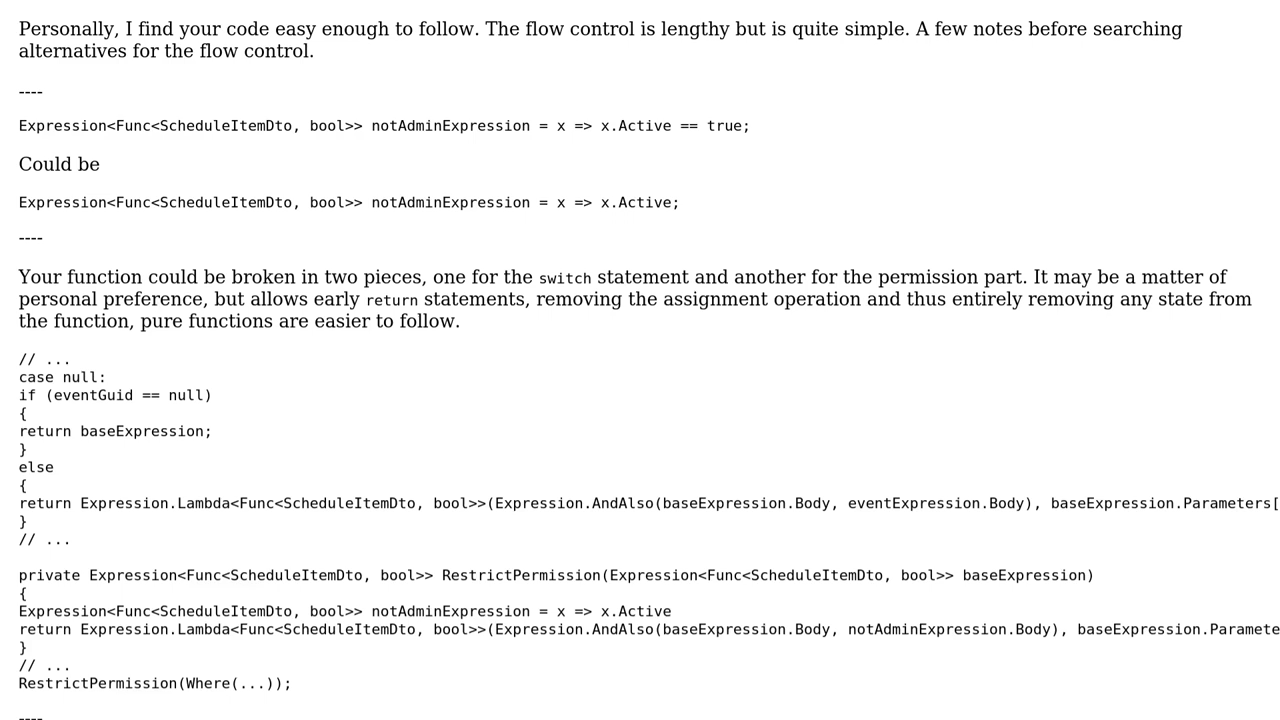 Personally, I find your code easy enough to follow. The flow control is lengthy but is quite simple. A few notes before searching
alternatives for the flow control.
----
Expression<Func<ScheduleItemDto, bool>> notAdminExpression = x => x.Active == true;
Could be
Expression<Func<ScheduleItemDto, bool>> notAdminExpression = x => x.Active;
----
Your function could be broken in two pieces, one for the switch statement and another for the permission part. It may be a matter of
personal preference, but allows early return statements, removing the assignment operation and thus entirely removing any state from
the function, pure functions are easier to follow.
// ...
case null:
if (eventGuid == null)
{
return baseExpression;
}
else
{
return Expression.Lambda<Func<ScheduleItemDto, bool>>(Expression.AndAlso(baseExpression.Body, eventExpression.Body), baseExpression.Parameters[
}
// ...
private Expression<Func<ScheduleItemDto, bool>> RestrictPermission(Expression<Func<ScheduleItemDto, bool>> baseExpression)
{
Expression<Func<ScheduleItemDto, bool>> notAdminExpression = x => x.Active
return Expression.Lambda<Func<ScheduleItemDto, bool>>(Expression.AndAlso(baseExpression.Body, notAdminExpression.Body), baseExpression.Paramete
}
// ...
RestrictPermission(Where(...));
----